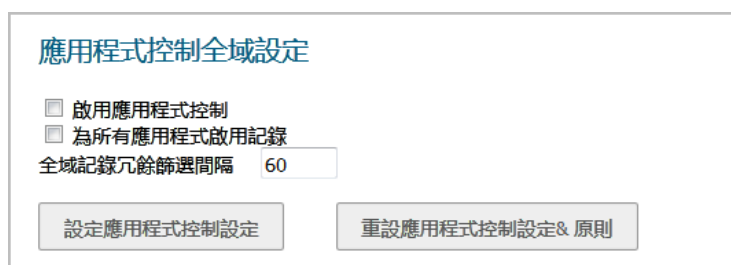 應用程式控制全域設定
啟用應用程式控制
為所有應用程式啟用記錄
全域記錄冗餘篩選間隔 60
設定應用程式控制設定 重設應用程式控制設定& 原則